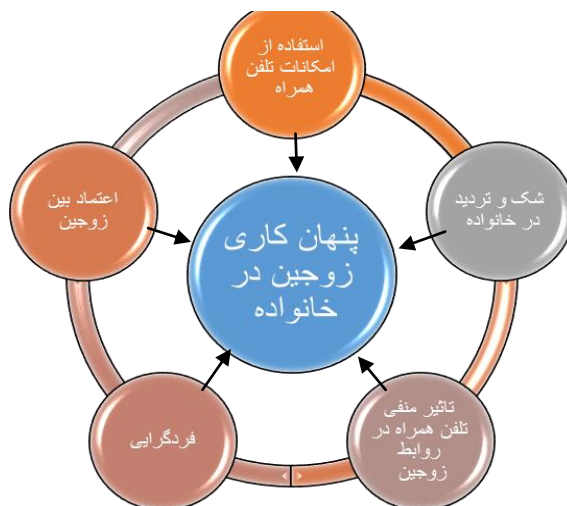 استفاده از
امکانات تلفن
همراه
شک و تردید
در خانواده
تاثیر منفی
تلفن همراه در
روابط
زوجین
فردگرایی
اعتماد بین
زوجین
پنهان کاری
زوجین در
خانواده